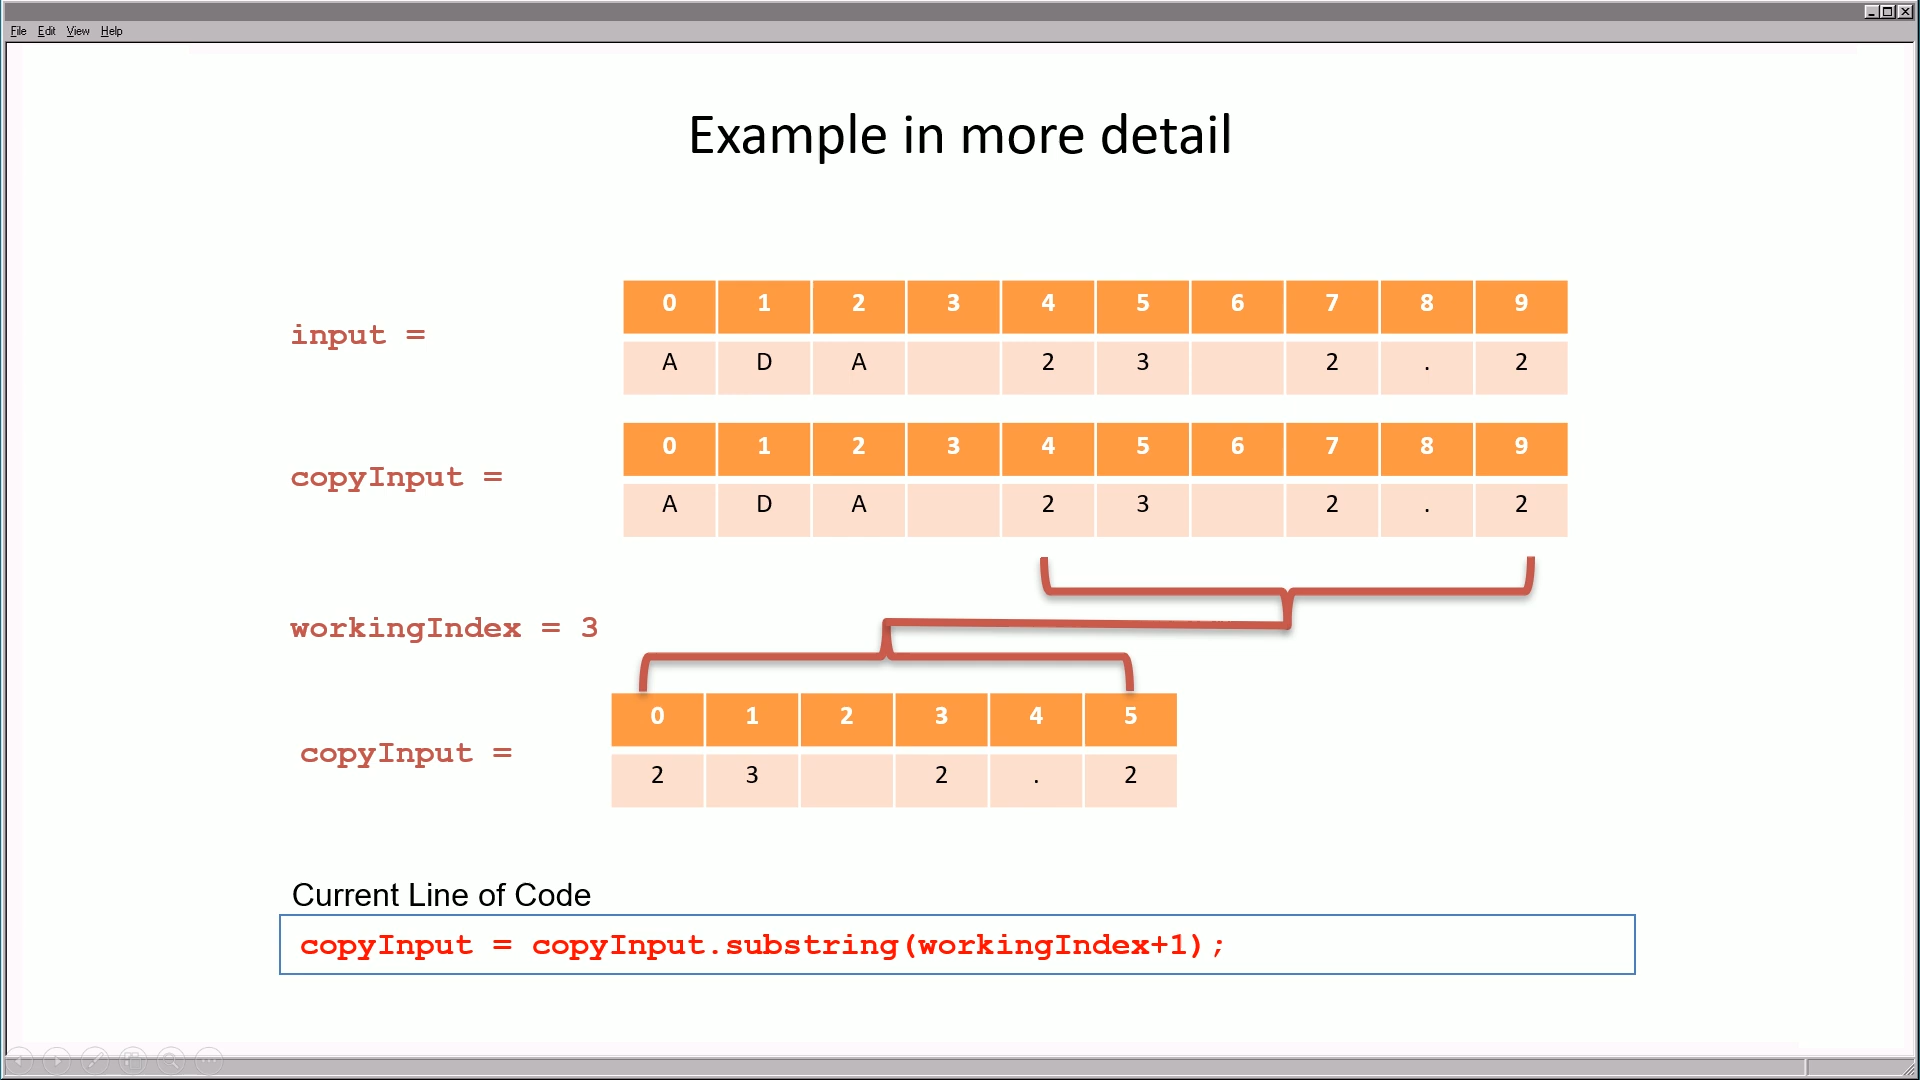 File Edit View Help
Example in more detail
input =
0 1 2 3 4 5 6 7 8 9
A D A 2 3 2 . 2
copyInput =
0 1 2 3 4 5 6 7 8 9
A D A 2 3 2 . 2
workingIndex = 3
copyInput =
0 1 2 3 4 5
2 3 2 . 2
Current Line of Code
copyInput = copyInput.substring(workingIndex+1);